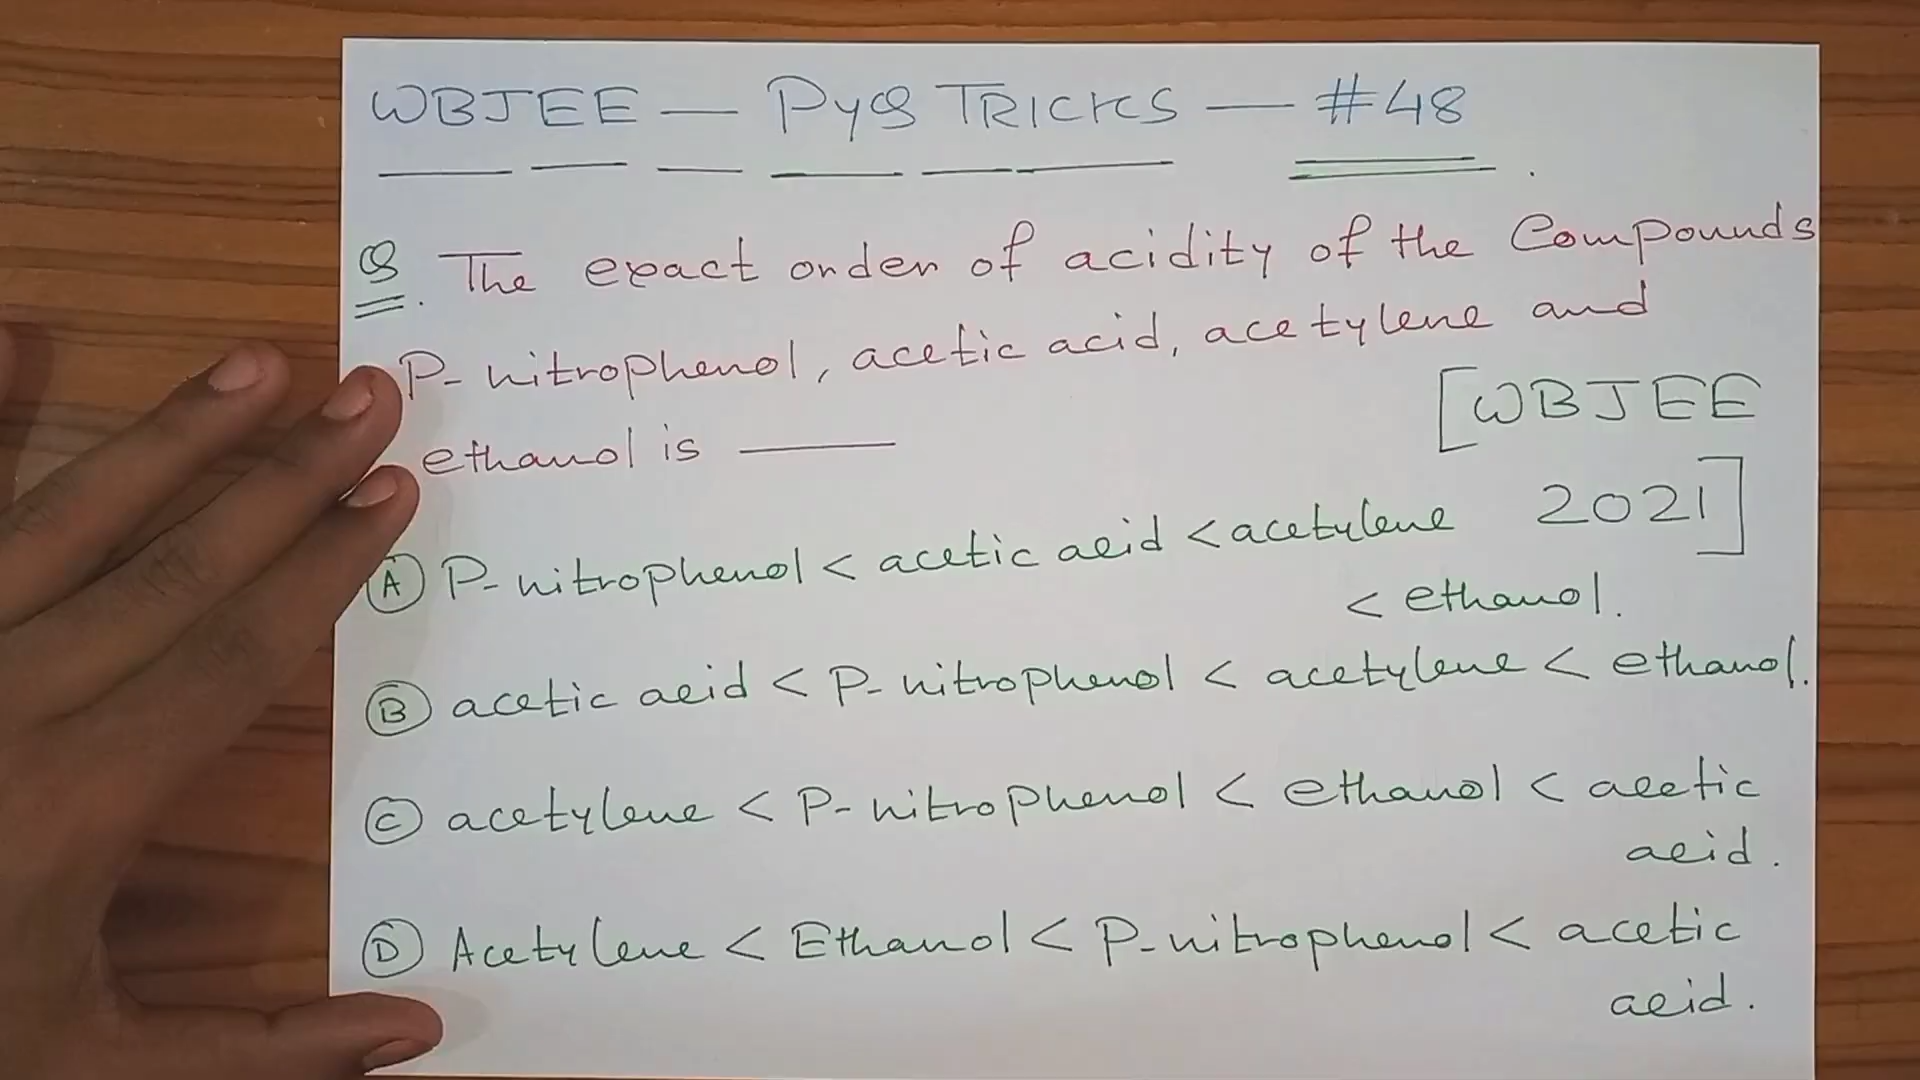 WBJEE — PyQ TRICKS — #48
Q. The exact order of acidity of the Compounds
P-nitrophenol, acetic acid, acetylene and
ethanol is ———
[WBJEE
2021]
(A) P-nitrophenol < acetic acid < acetylene
< ethanol.
(B) acetic acid < P-nitrophenol < acetylene < ethanol.
(C) acetylene < P-nitrophenol < ethanol < acetic
acid.
(D) Acetylene < Ethanol < P-nitrophenol < acetic
acid.